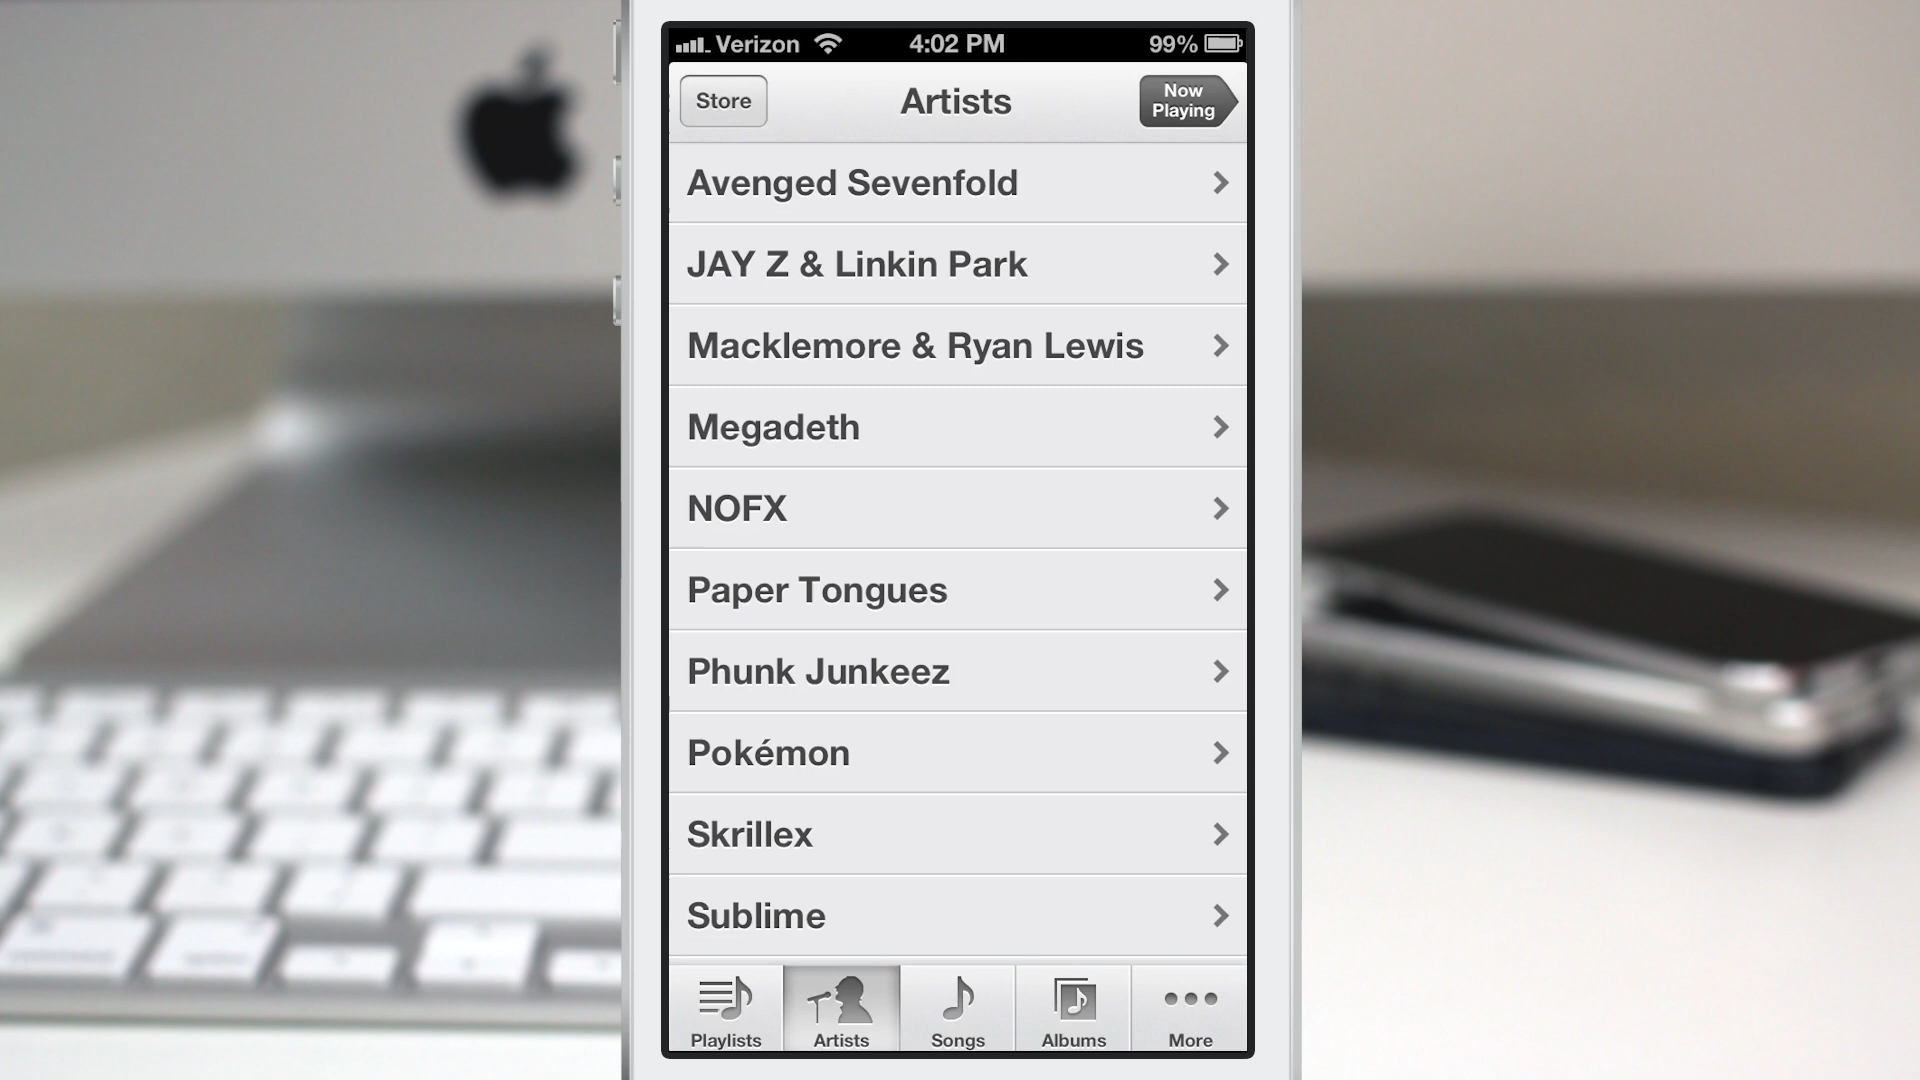 Verizon 4:02 PM 99%
Store Artists Now Playing
Avenged Sevenfold
JAY Z & Linkin Park
Macklemore & Ryan Lewis
Megadeth
NOFX
Paper Tongues
Phunk Junkeez
Pokémon
Skrillex
Sublime
Playlists Artists Songs Albums More